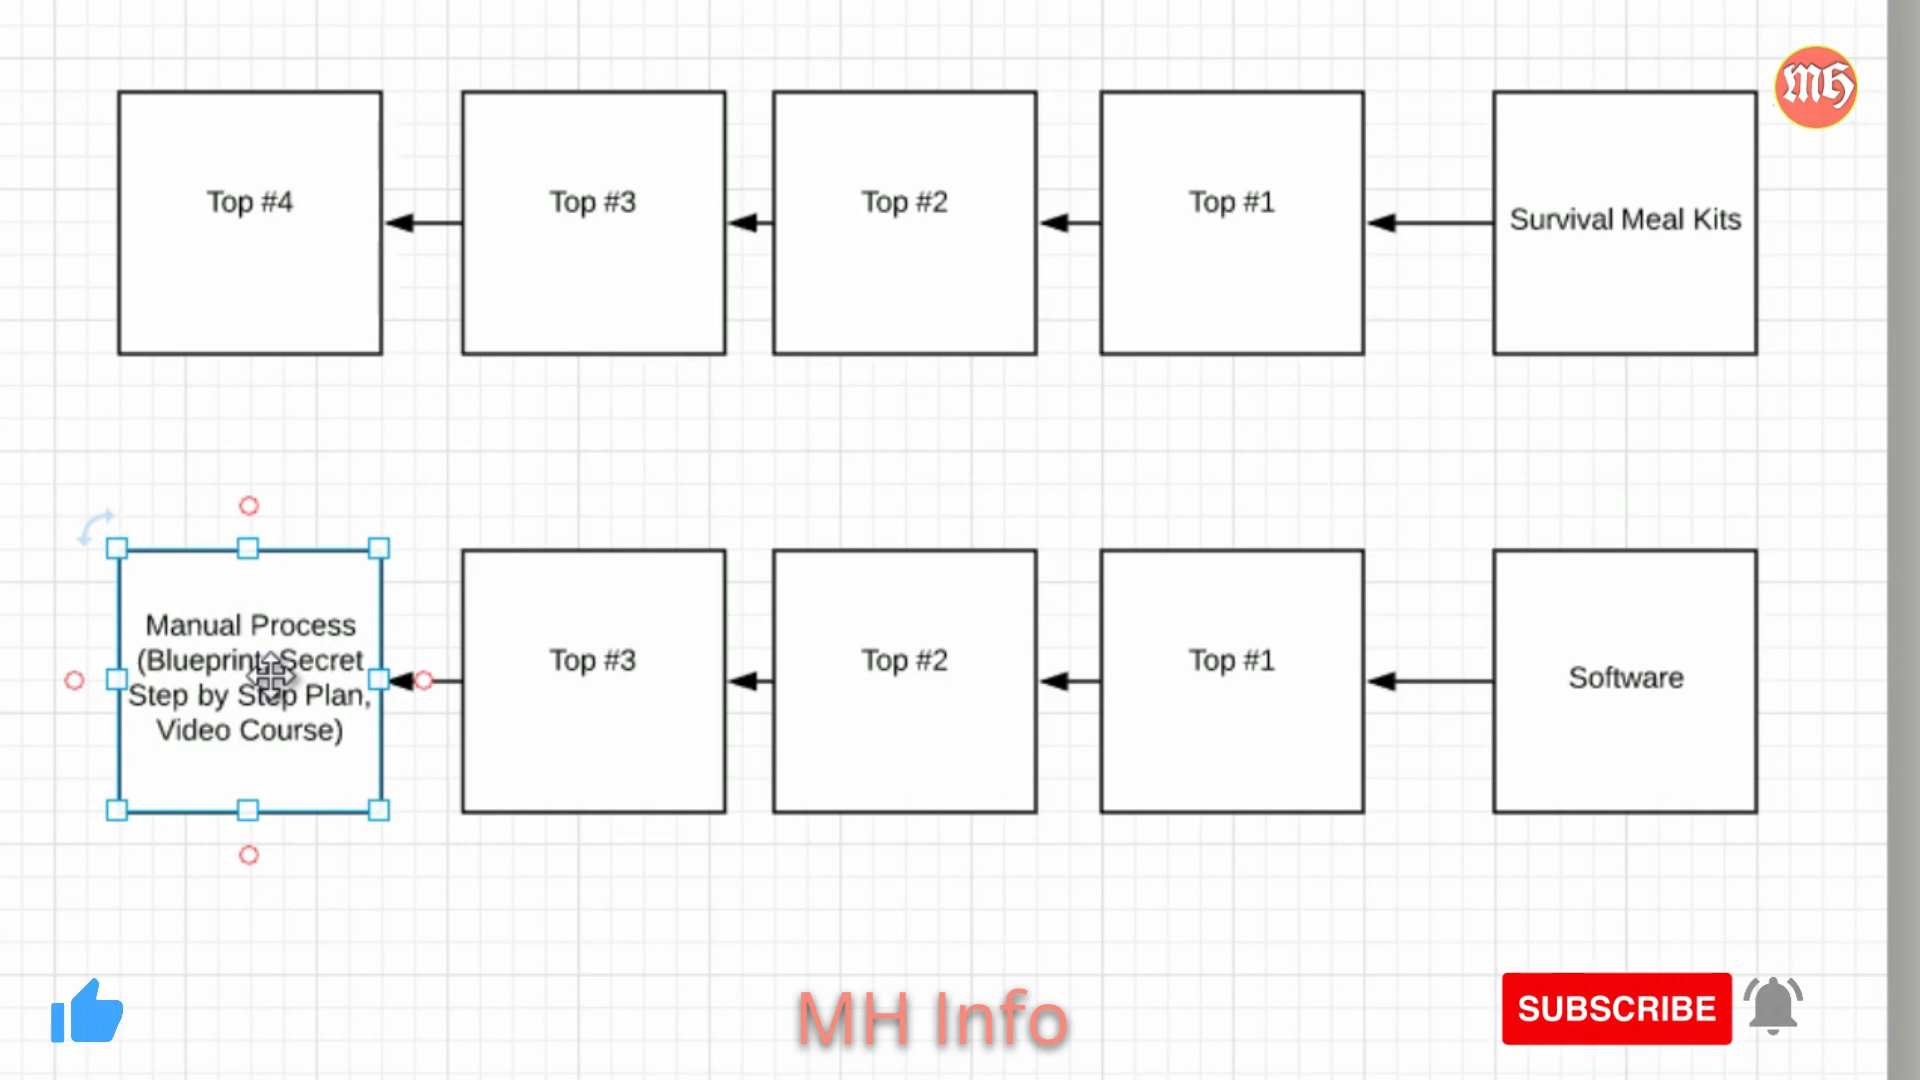 MH
Top #4
Top #3
Top #2
Top #1
Survival Meal Kits
Manual Process
(Blueprint, Secret
Step by Step Plan,
Video Course)
Top #3
Top #2
Top #1
Software
MH Info
SUBSCRIBE